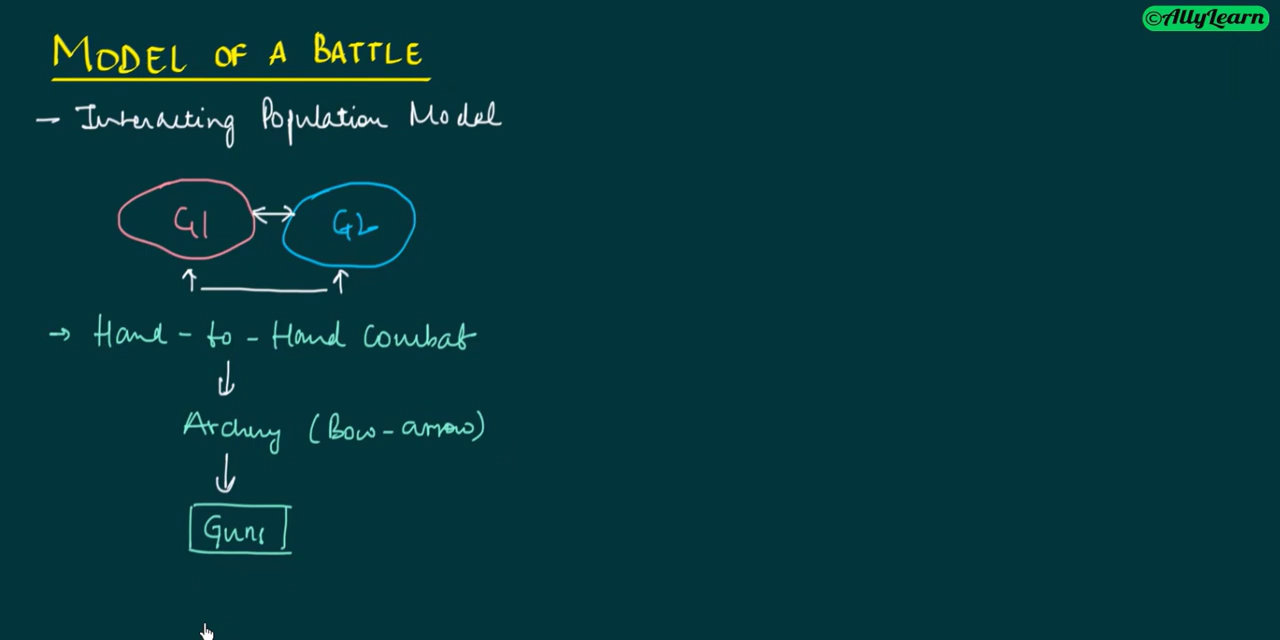 ©AllyLearn
MODEL OF A BATTLE
- Interacting Population Model
G1 ↔ G2
→ Hand - to - Hand Combat
Archery (Bow - arrow)
Guns